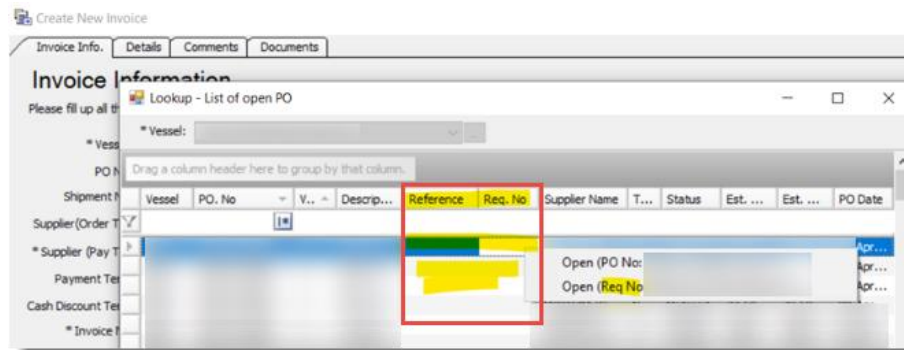 Create New Invoice
Invoice Info. Details Comments Documents
Invoice Information
Please fill up all th
Lookup - List of open PO
* Vess
* Vessel:
PO N
Drag a column header here to group by that column.
Shipment N
Vessel PO. No V... Descrip... Reference Req. No Supplier Name T... Status Est. ... Est. ... PO Date
Supplier(Order T
* Supplier (Pay T
Apr...
Open (PO No:
Apr...
Payment Ter
Open (Req No
Apr...
Cash Discount Ter
* Invoice N